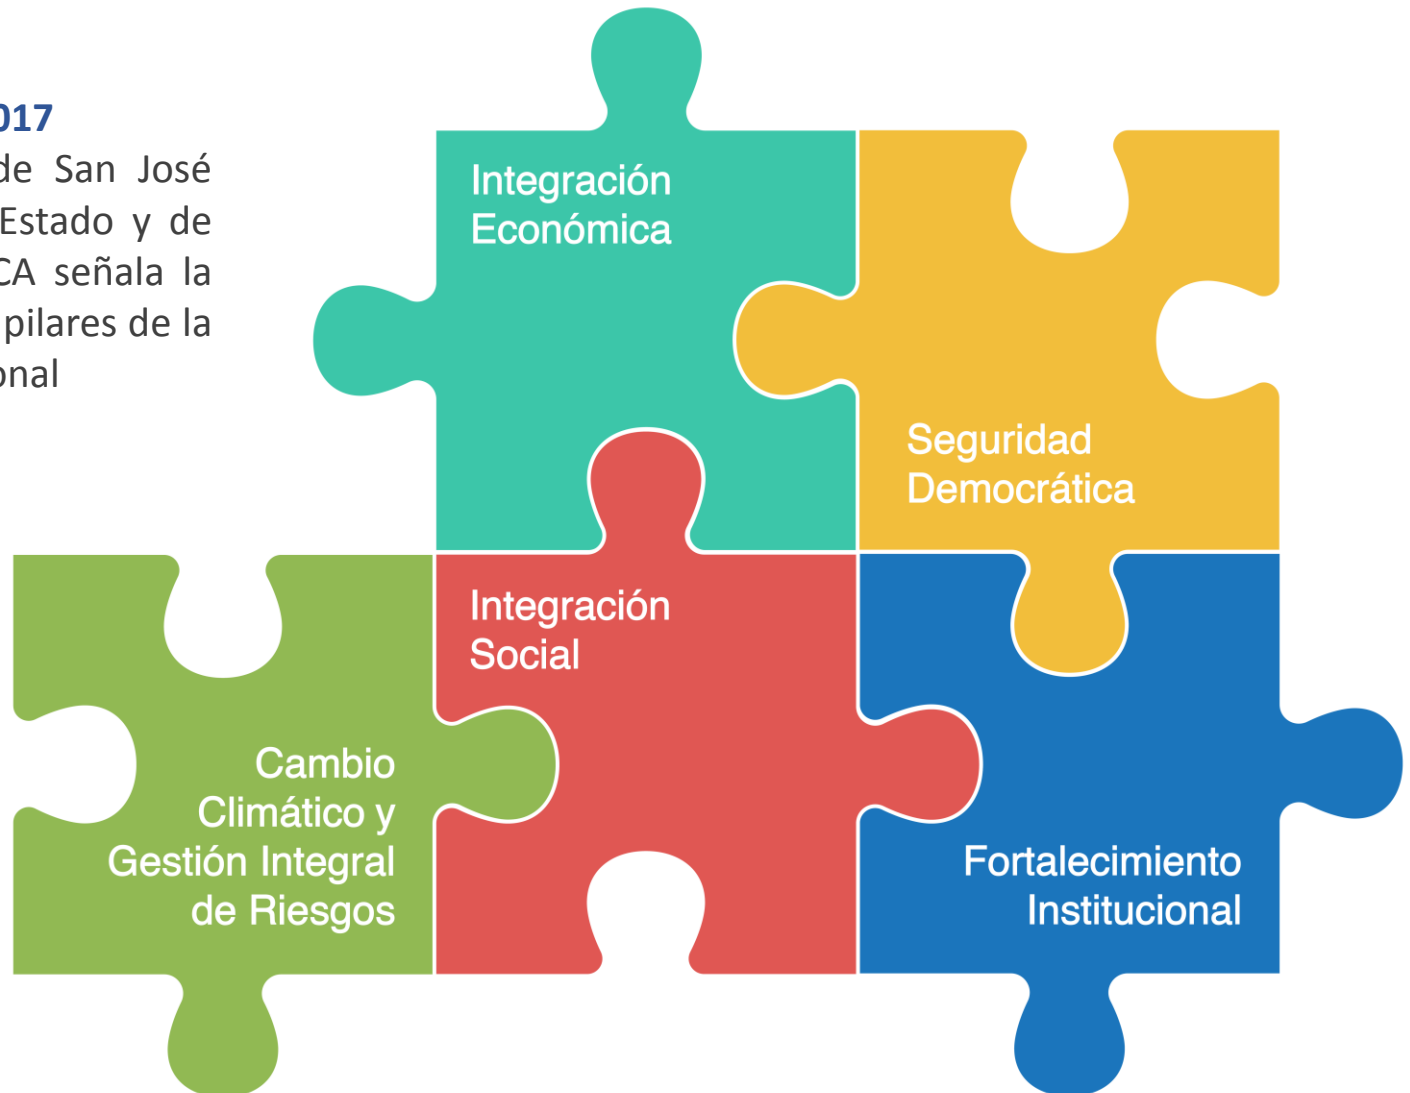 017
de San José
Estado y de
CA señala la
pilares de la
onal
Integración
Económica
Seguridad
Democrática
Integración
Social
Cambio
Climático y
Gestión Integral
de Riesgos
Fortalecimiento
Institucional